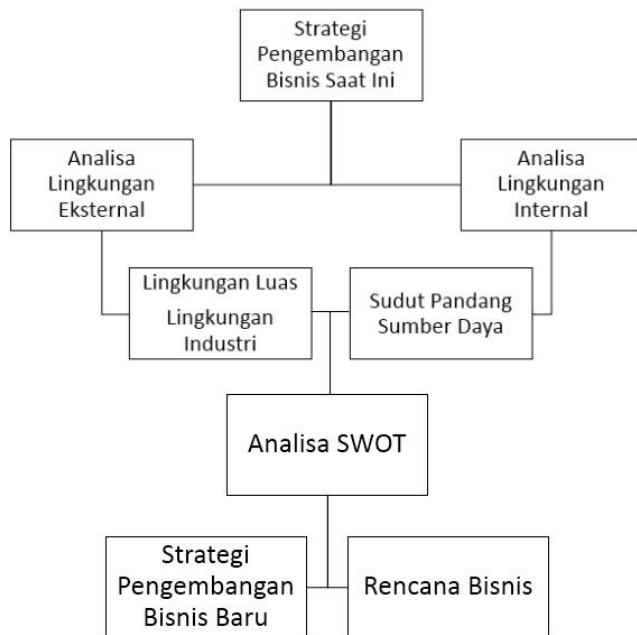 Strategi
Pengembangan
Bisnis Saat Ini
Analisa
Lingkungan
Eksternal
Analisa
Lingkungan
Internal
Lingkungan Luas
Lingkungan
Industri
Sudut Pandang
Sumber Daya
Analisa SWOT
Strategi
Pengembangan
Bisnis Baru
Rencana Bisnis